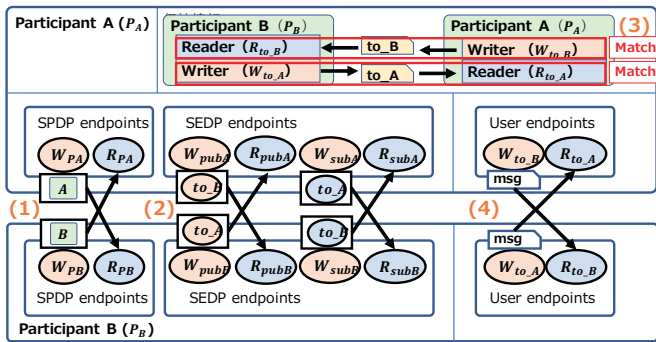 Participant A (P_A)
Participant B (P_B)
Participant A (P_A)
(3)
Reader (R_to_B)
to_B
Writer (W_to_B)
Match
Writer (W_to_A)
to_A
Reader (R_to_A)
Match
SPDP endpoints
SEDP endpoints
User endpoints
W_PA
R_PA
W_pubA
R_pubA
W_subA
R_subA
W_to_B
R_to_A
A
to_B
to_A
msg
(1)
(2)
(4)
B
to_A
to_B
msg
W_PB
R_PB
W_pubB
R_pubB
W_subB
R_subB
W_to_A
R_to_B
SPDP endpoints
SEDP endpoints
User endpoints
Participant B (P_B)